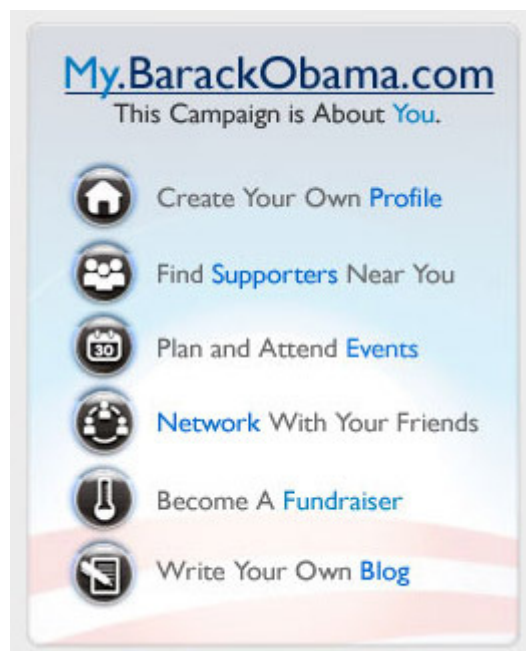 My.BarackObama.com
This Campaign is About You.
Create Your Own Profile
Find Supporters Near You
30
Plan and Attend Events
Network With Your Friends
Become A Fundraiser
Write Your Own Blog